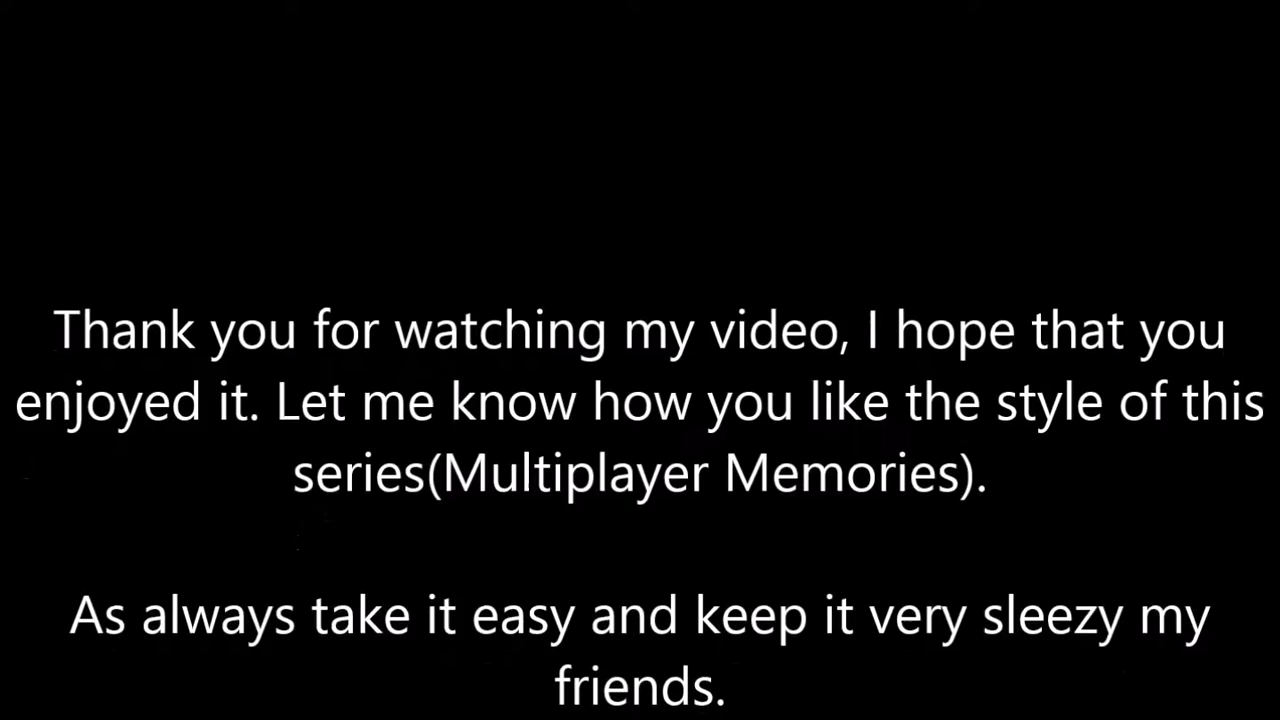 Thank you for watching my video, I hope that you
enjoyed it. Let me know how you like the style of this
series(Multiplayer Memories).
As always take it easy and keep it very sleezy my
friends.